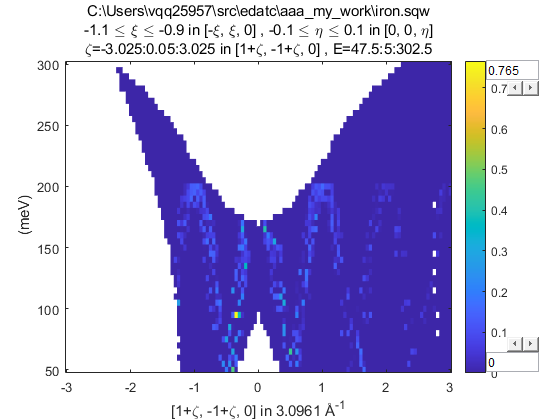 C:\Users\vqq25957\src\edatc\aaa_my_work\iron.sqw
-1.1 ≤ ξ ≤ -0.9 in [-ξ, ξ, 0] , -0.1 ≤ η ≤ 0.1 in [0, 0, η]
ζ=-3.025:0.05:3.025 in [1+ζ, -1+ζ, 0] , E=47.5:5:302.5
300
250
200
150
100
50
(meV)
-3 -2 -1 0 1 2 3
[1+ζ, -1+ζ, 0] in 3.0961 Å-1
0.765
0.7
0.6
0.5
0.4
0.3
0.2
0.1
0
0